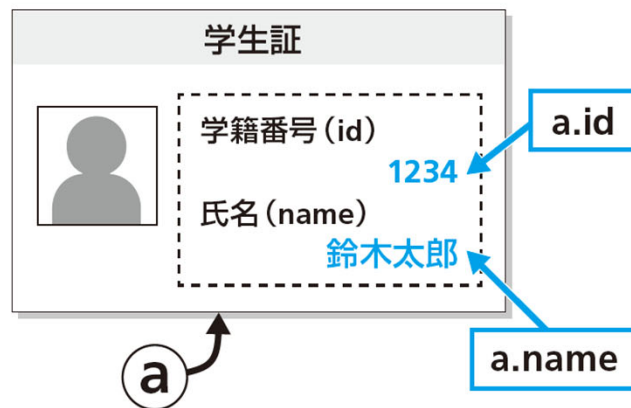 学生証
学籍番号（id）
1234
氏名（name）
鈴木太郎
a.id
a.name
a